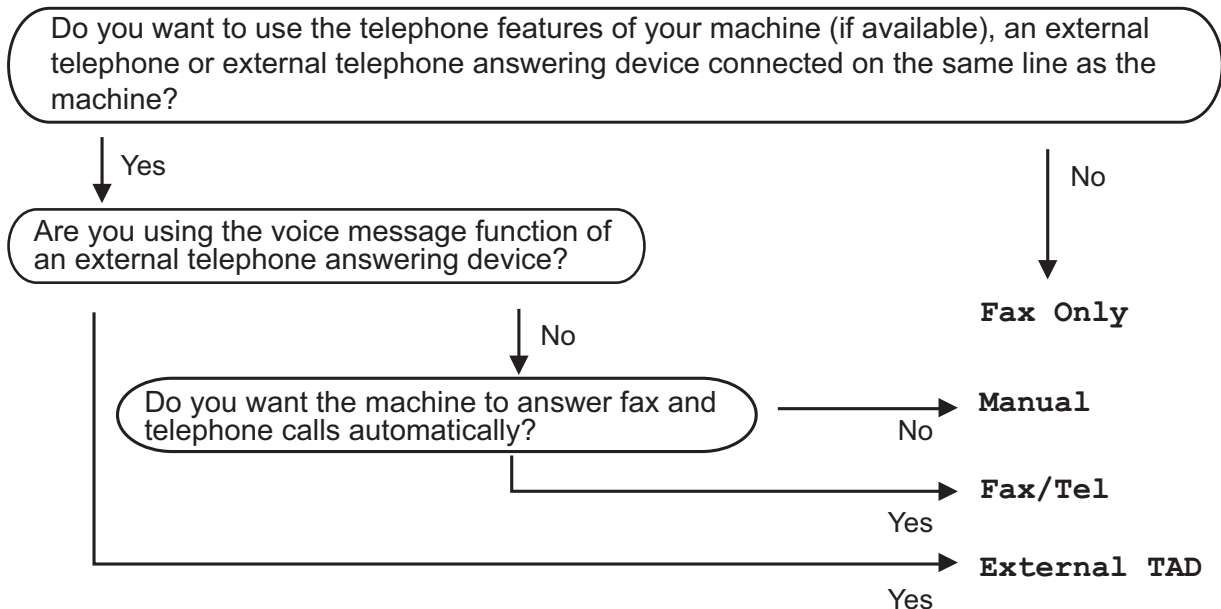 Do you want to use the telephone features of your machine (if available), an external
telephone or external telephone answering device connected on the same line as the
machine?
Yes
No
Are you using the voice message function of
an external telephone answering device?
Fax Only
No
Do you want the machine to answer fax and
telephone calls automatically?
Manual
No
Fax/Tel
Yes
External TAD
Yes